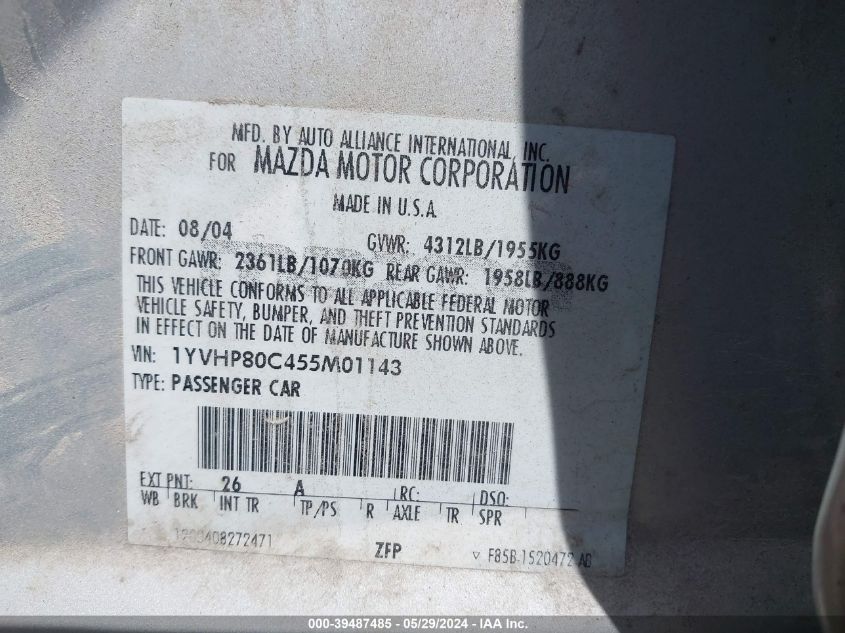 MFD. BY AUTO ALLIANCE INTERNATIONAL, INC.
FOR MAZDA MOTOR CORPORATION
MADE IN U.S.A.
DATE: 08/04 GVWR: 4312LB/1955KG
FRONT GAWR: 2361LB/1070KG REAR GAWR: 1958LB/888KG
THIS VEHICLE CONFORMS TO ALL APPLICABLE FEDERAL MOTOR
VEHICLE SAFETY, BUMPER, AND THEFT PREVENTION STANDARDS
IN EFFECT ON THE DATE OF MANUFACTURE SHOWN ABOVE.
VIN: 1YVHP80C455M01143
TYPE: PASSENGER CAR
EXT PNT: 26 A RC: DSO:
WB BRK INT TR TP/PS R AXLE TR SPR
ZFP F85B-1520472-AB
000-39487485 - 05/29/2024 - IAA Inc.